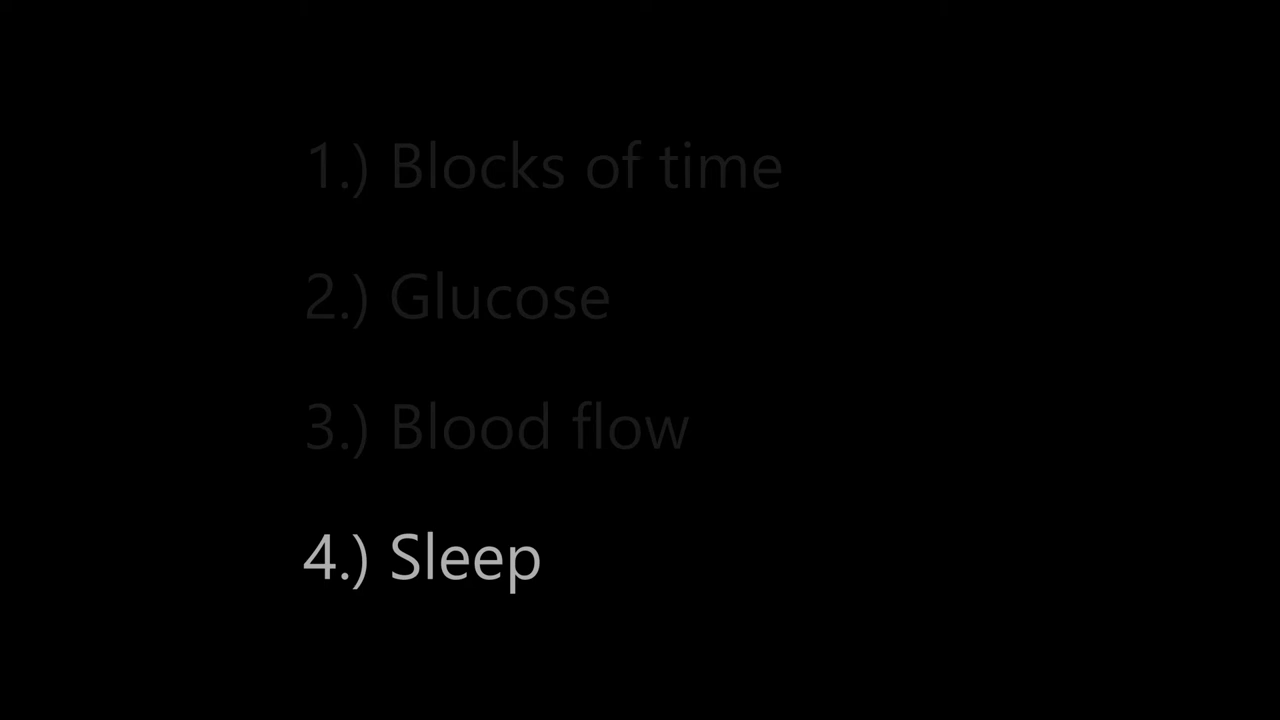 1.) Blocks of time
2.) Glucose
3.) Blood flow
4.) Sleep